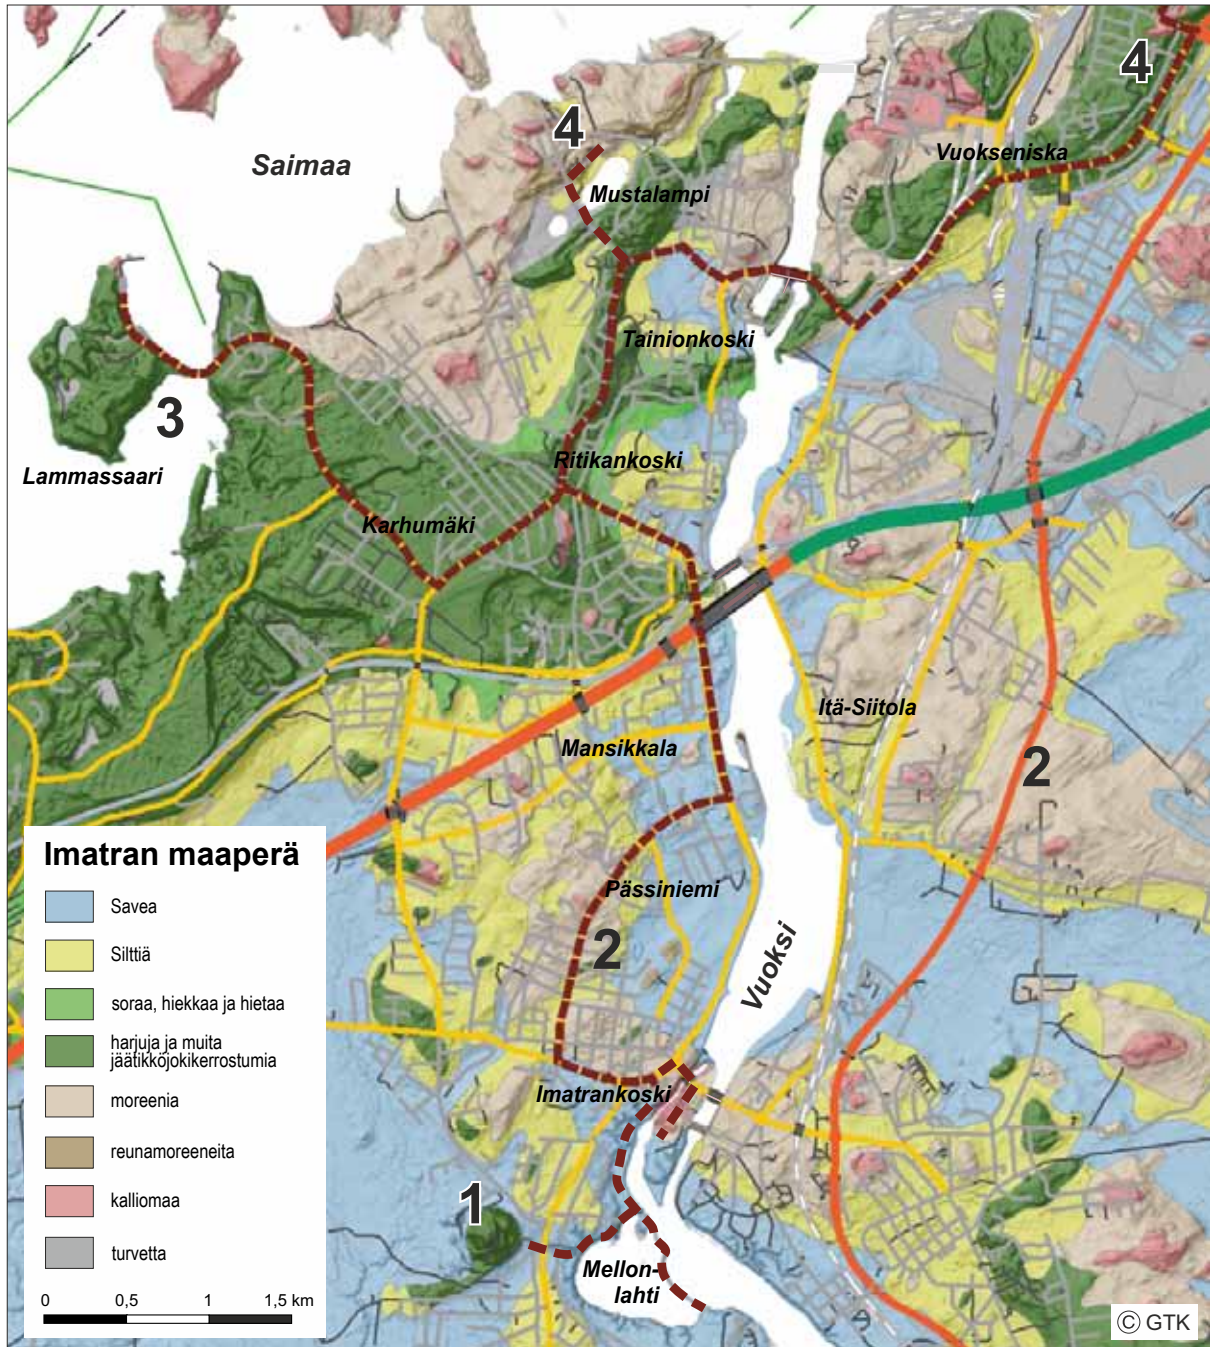 4
4
Saimaa
Vuokseniska
Mustalampi
Tainionkoski
3
Ritikankoski
Lammassaari
Karhumäki
Itä-Siitola
Mansikkala
2
Pässiniemi
2
Vuoksi
Imatrankoski
1
Mellon-
lahti
Imatran maaperä
Savea
Silttiä
soraa, hiekkaa ja hietaa
harjuja ja muita
jäätikköjokikerrostumia
moreenia
reunamoreeneita
kalliomaa
turvetta
0 0,5 1 1,5 km
© GTK